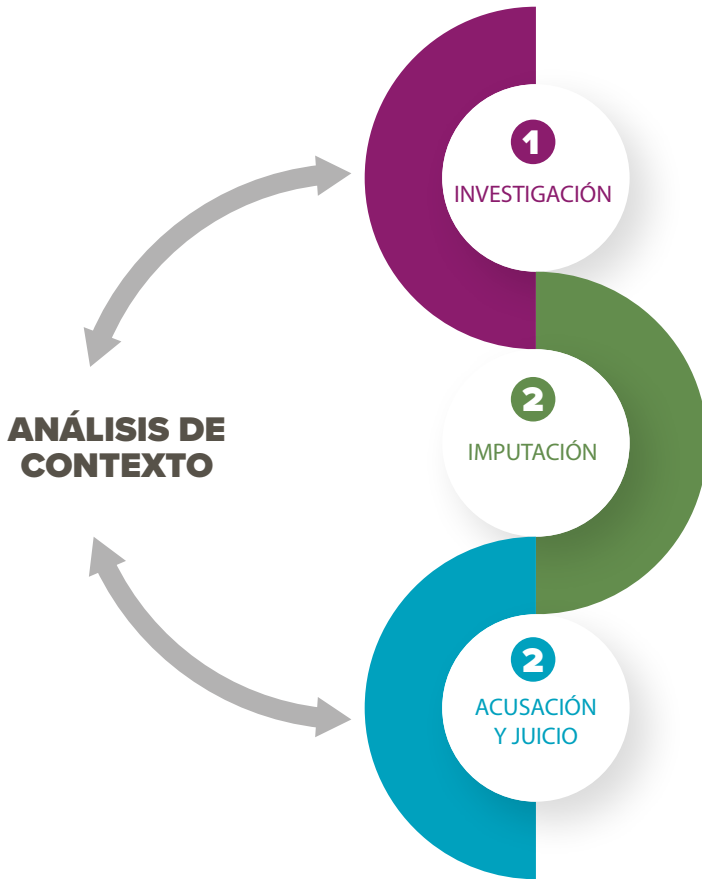 1
INVESTIGACIÓN
ANÁLISIS DE
CONTEXTO
2
IMPUTACIÓN
2
ACUSACIÓN
Y JUICIO